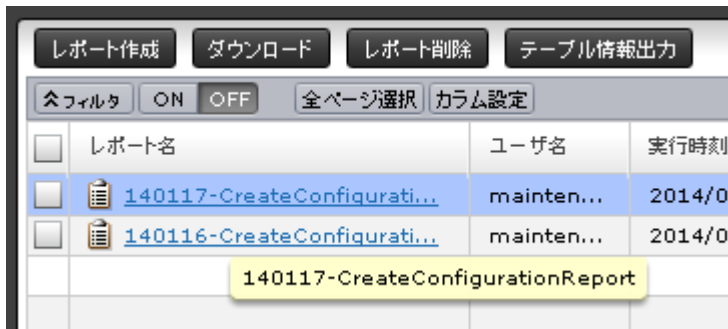 レポート作成 ダウンロード レポート削除 テーブル情報出力
フィルタ ON OFF 全ページ選択 カラム設定
レポート名 ユーザ名 実行時刻
140117-CreateConfigurati... mainten... 2014/0
140116-CreateConfigurati... mainten... 2014/0
140117-CreateConfigurationReport